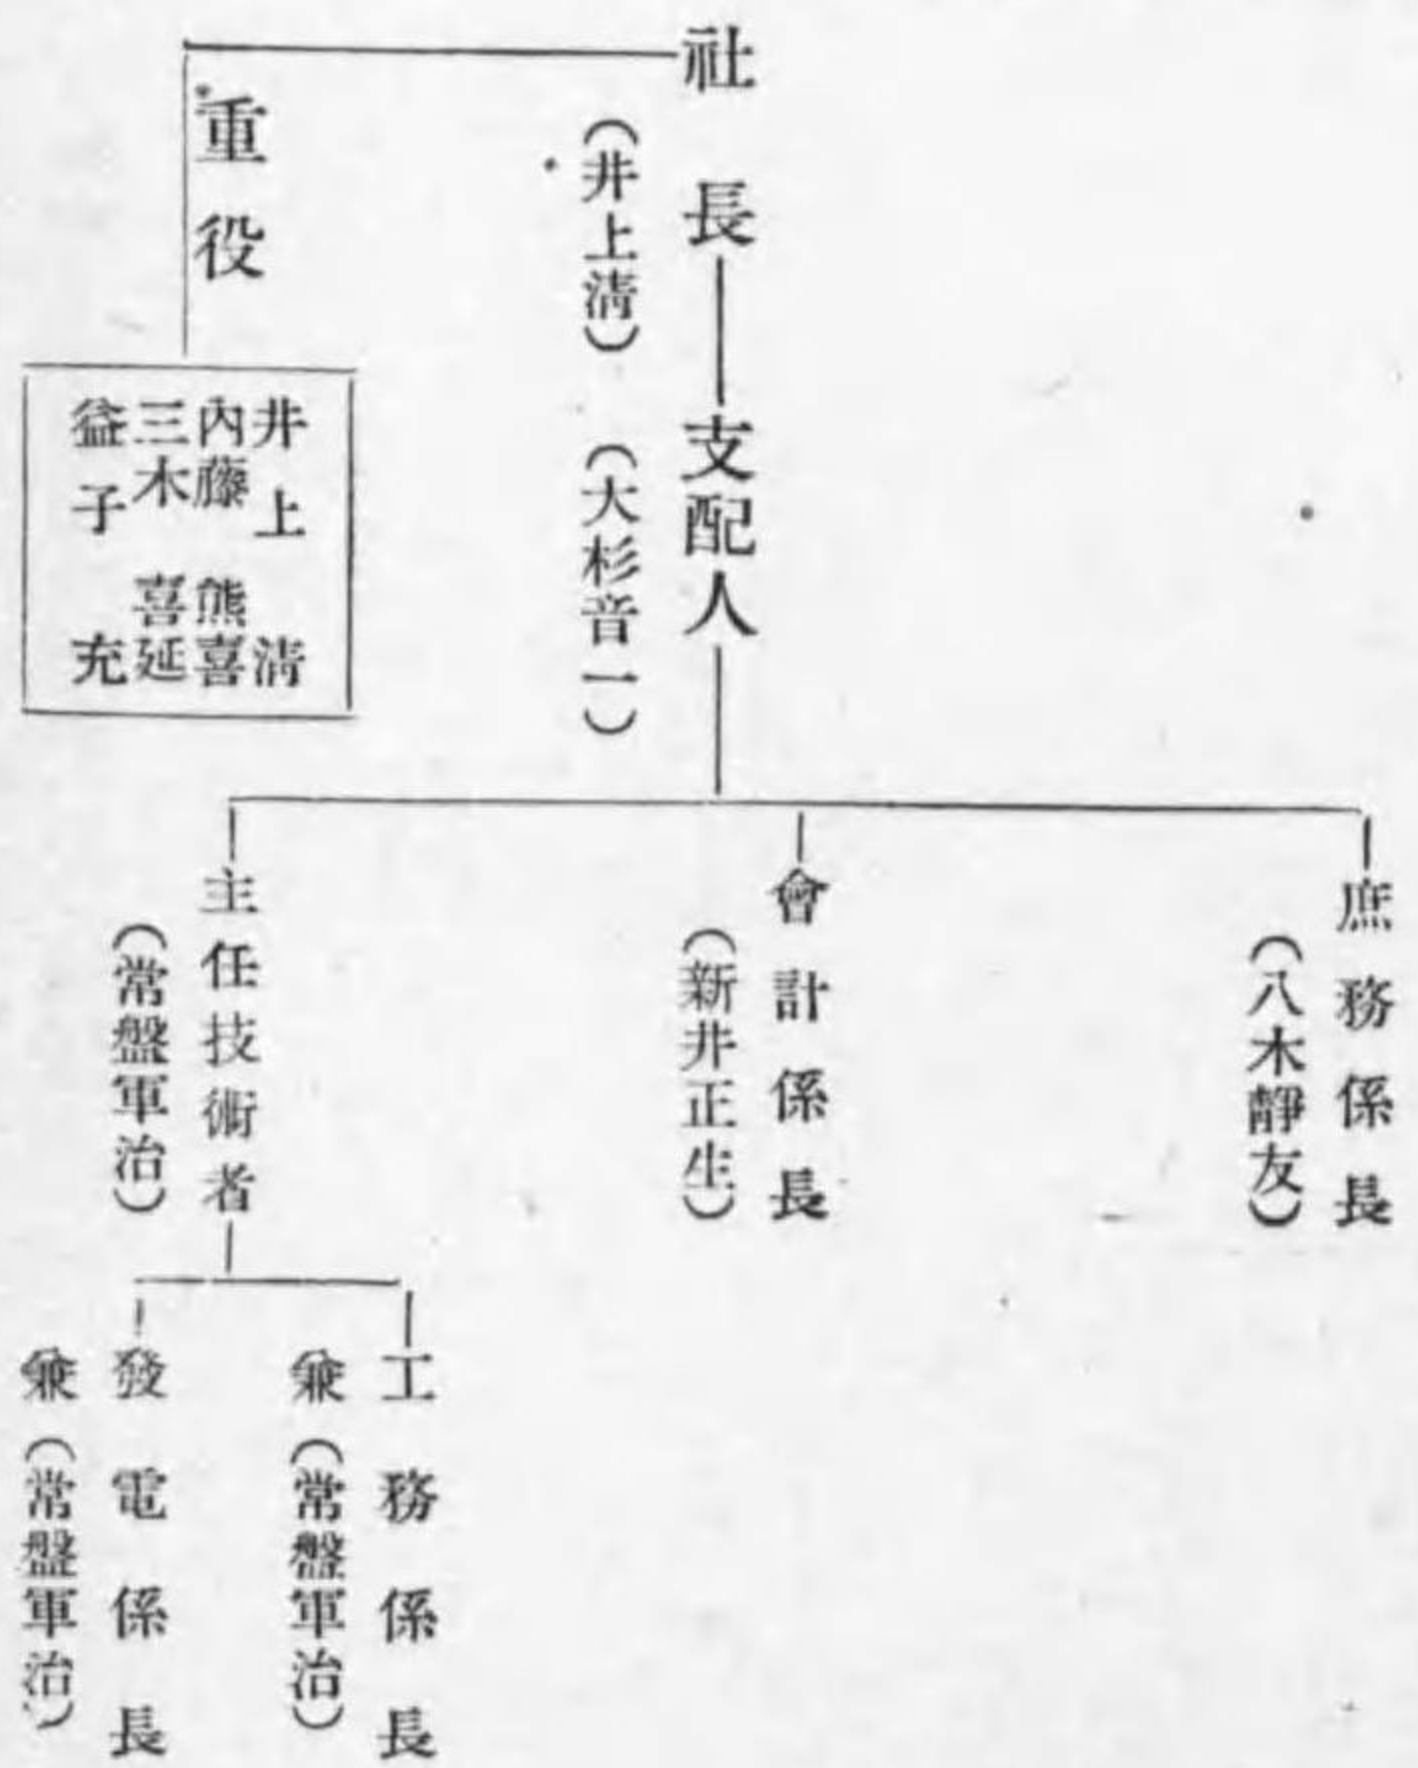 社長
(井上淸)
支配人
(大杉音一)
重役
井上淸
內藤熊喜
三木喜延
益子充
庶務係長
(八木靜友)
會計係長
(新井正生)
主任技術者
(常盤軍治)
工務係長
兼(常盤軍治)
發電係長
兼(常盤軍治)